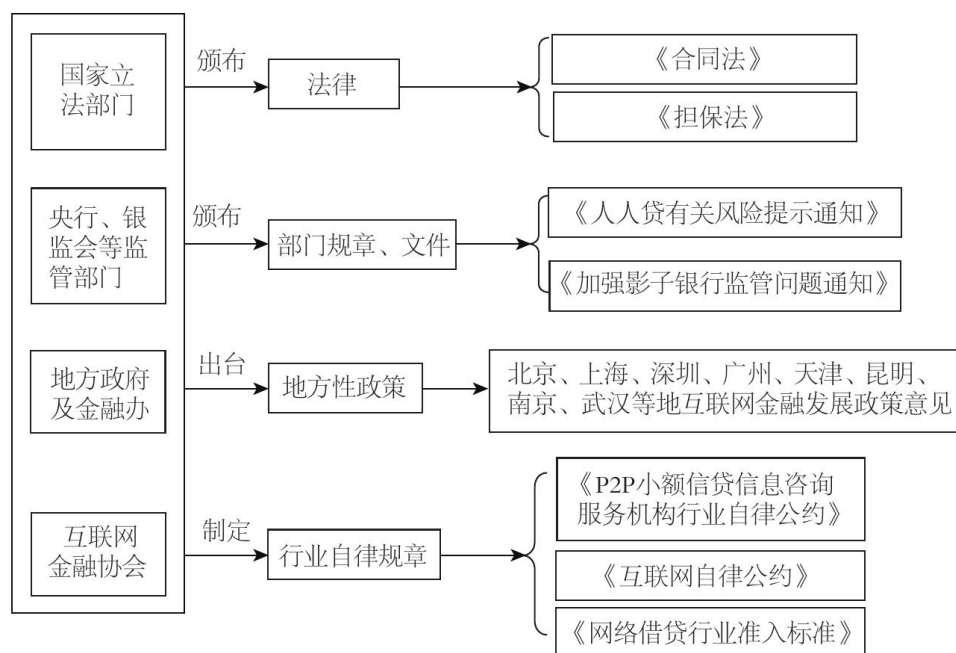 国家立
法部门
颁布
法律
《合同法》
《担保法》
央行、银
监会等监
管部门
颁布
部门规章、文件
《人人贷有关风险提示通知》
《加强影子银行监管问题通知》
地方政府
及金融办
出台
地方性政策
北京、上海、深圳、广州、天津、昆明、
南京、武汉等地互联网金融发展政策意见
互联网
金融协会
制定
行业自律规章
《P2P小额信贷信息咨询
服务机构行业自律公约》
《互联网自律公约》
《网络借贷行业准入标准》